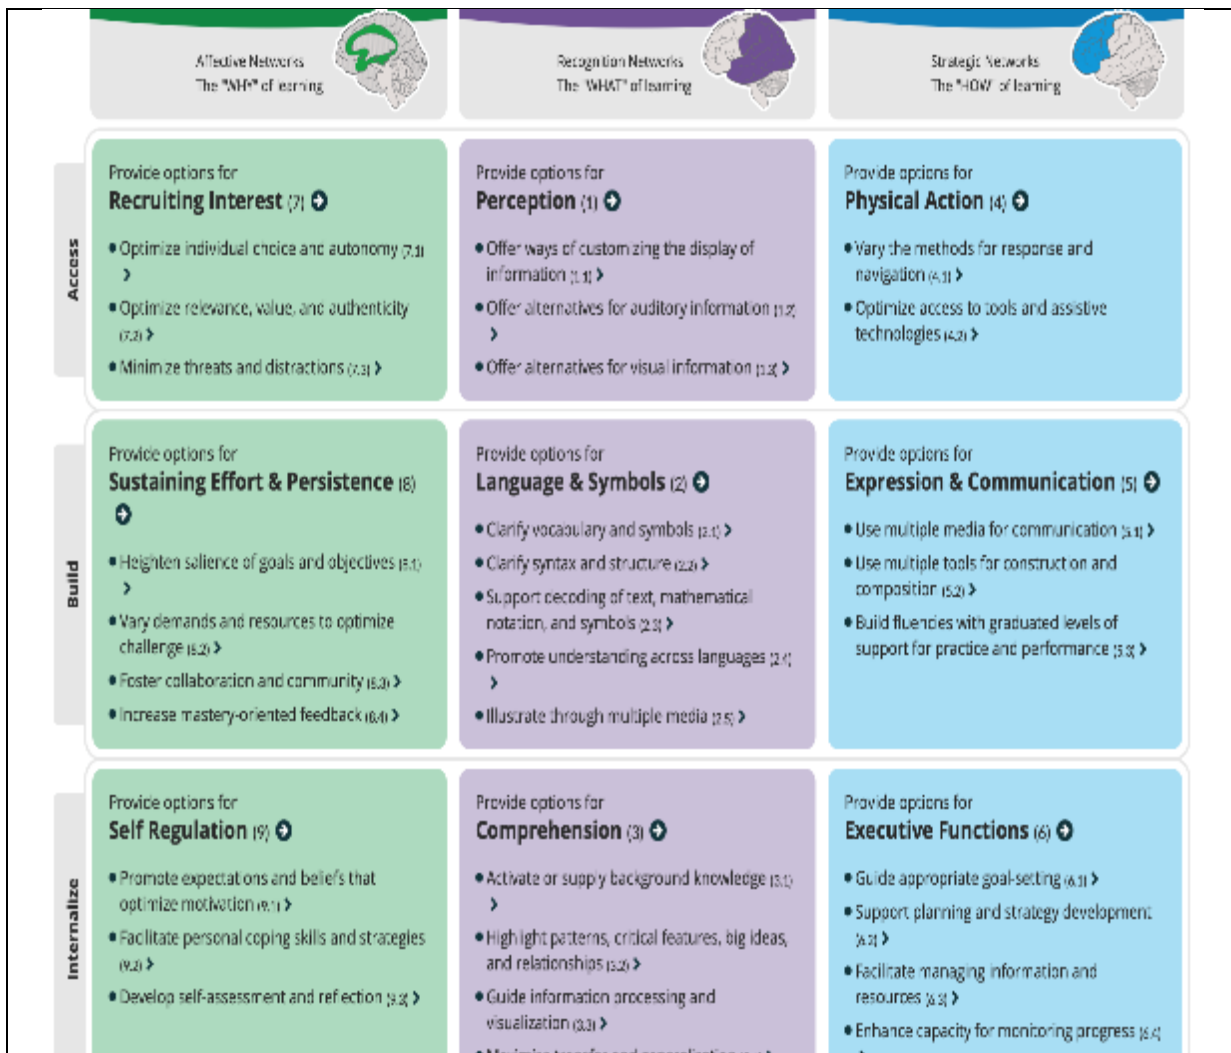 Affective Networks
The "WHY" of learning
Recognition Networks
The "WHAT" of learning
Strategic Networks
The "HOW" of learning
Access
Provide options for
Recruiting Interest (7)
Optimize individual choice and autonomy (7.1)
Optimize relevance, value, and authenticity
(7.2)
Minimize threats and distractions (7.3)
Provide options for
Perception (1)
Offer ways of customizing the display of
information (1.1)
Offer alternatives for auditory information (1.2)
Offer alternatives for visual information (1.3)
Provide options for
Physical Action (4)
Vary the methods for response and
navigation (4.1)
Optimize access to tools and assistive
technologies (4.2)
Build
Provide options for
Sustaining Effort & Persistence (8)
Heighten salience of goals and objectives (8.1)
Vary demands and resources to optimize
challenge (8.2)
Foster collaboration and community (8.3)
Increase mastery-oriented feedback (8.4)
Provide options for
Language & Symbols (2)
Clarify vocabulary and symbols (2.1)
Clarify syntax and structure (2.2)
Support decoding of text, mathematical
notation, and symbols (2.3)
Promote understanding across languages (2.4)
Illustrate through multiple media (2.5)
Provide options for
Expression & Communication (5)
Use multiple media for communication (5.1)
Use multiple tools for construction and
composition (5.2)
Build fluencies with graduated levels of
support for practice and performance (5.3)
Internalize
Provide options for
Self Regulation (9)
Promote expectations and beliefs that
optimize motivation (9.1)
Facilitate personal coping skills and strategies
(9.2)
Develop self-assessment and reflection (9.3)
Provide options for
Comprehension (3)
Activate or supply background knowledge (3.1)
Highlight patterns, critical features, big ideas,
and relationships (3.2)
Guide information processing and
visualization (3.3)
Provide options for
Executive Functions (6)
Guide appropriate goal-setting (6.1)
Support planning and strategy development
(6.2)
Facilitate managing information and
resources (6.3)
Enhance capacity for monitoring progress (6.4)